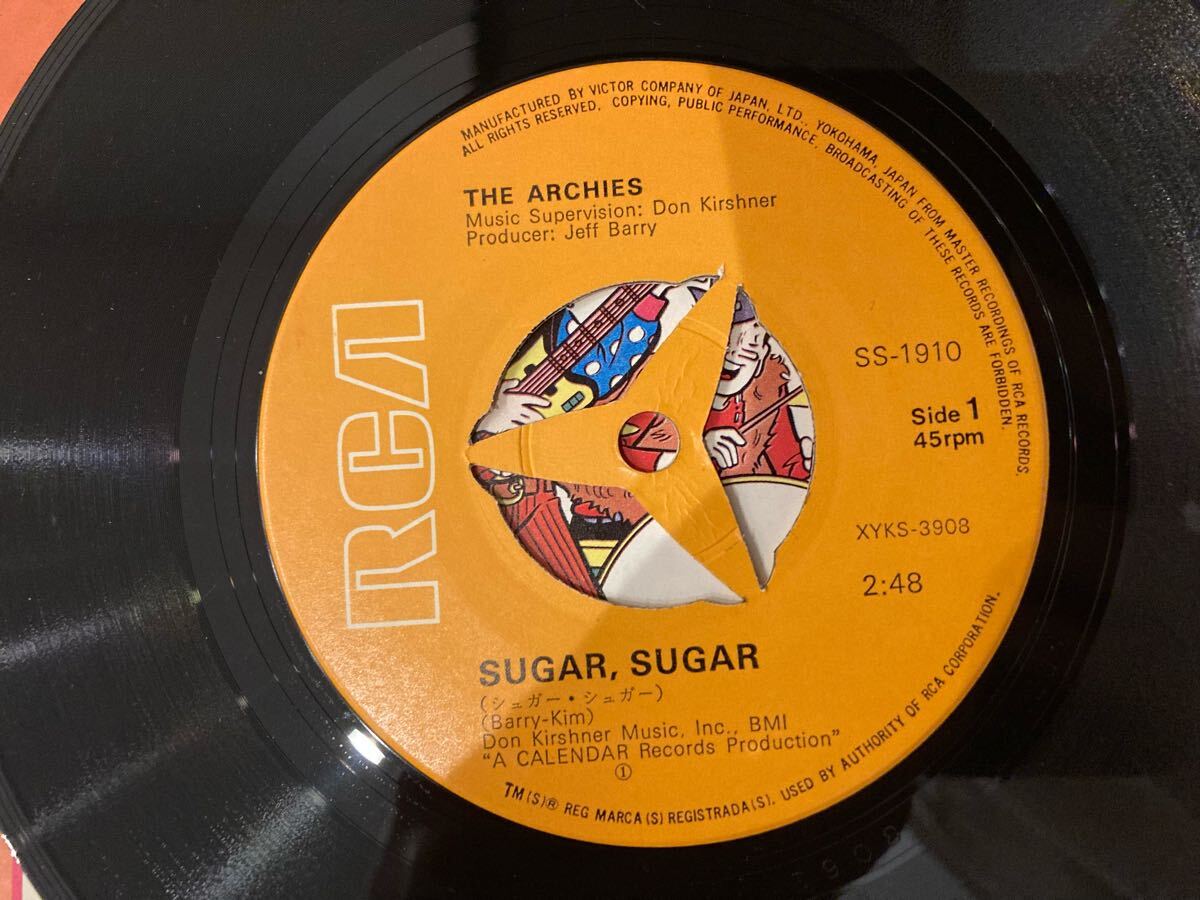 MANUFACTURED BY VICTOR COMPANY OF JAPAN, LTD., YOKOHAMA, JAPAN FROM MASTER RECORDINGS OF RCA RECORDS.
ALL RIGHTS RESERVED. COPYING, PUBLIC PERFORMANCE, BROADCASTING OF THESE RECORDS ARE FORBIDDEN.
THE ARCHIES
Music Supervision: Don Kirshner
Producer: Jeff Barry
RCA
SS-1910
Side 1
45rpm
XYKS-3908
2:48
SUGAR, SUGAR
(シュガー・シュガー)
(Barry-Kim)
Don Kirshner Music, Inc., BMI
"A CALENDAR Records Production"
①
TM(S)® REG MARCA(S) REGISTRADA(S). USED BY AUTHORITY OF RCA CORPORATION.